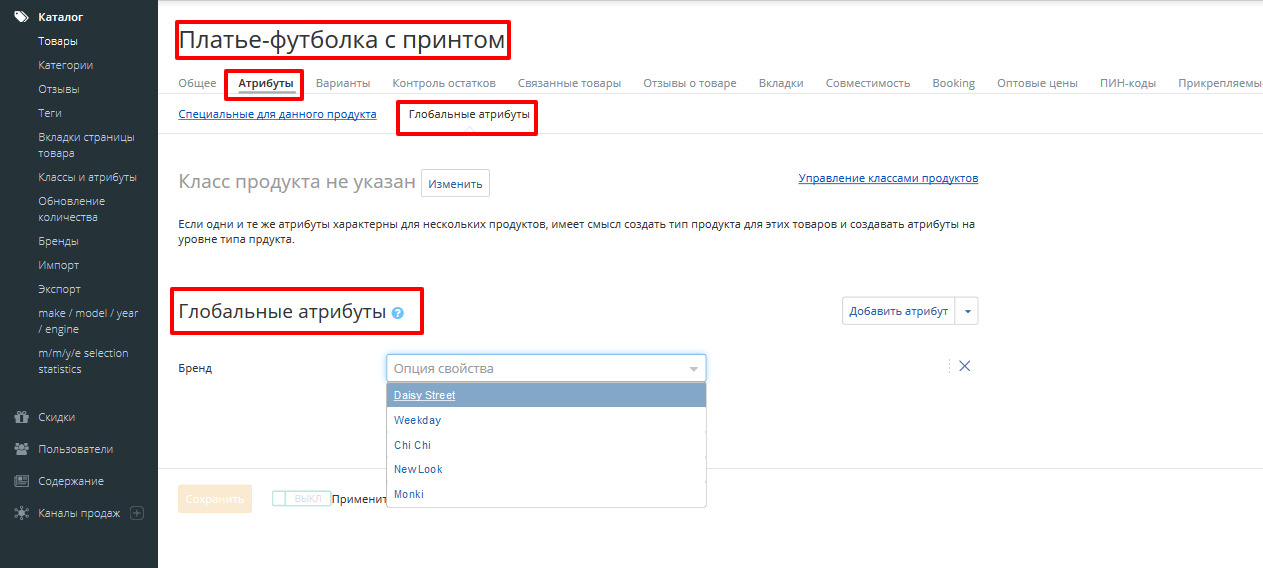 Каталог
Товары
Категории
Отзывы
Теги
Вкладки страницы
товара
Классы и атрибуты
Обновление
количества
Бренды
Импорт
Экспорт
make / model / year
/ engine
m/m/y/e selection
statistics
Скидки
Пользователи
Содержание
Каналы продаж
Платье-футболка с принтом
Общее Атрибуты Варианты Контроль остатков Связанные товары Отзывы о товаре Вкладки Совместимость Booking Оптовые цены ПИН-коды Прикрепляемы
Специальные для данного продукта Глобальные атрибуты
Класс продукта не указан Изменить Управление классами продуктов
Если одни и те же атрибуты характерны для нескольких продуктов, имеет смысл создать тип продукта для этих товаров и создавать атрибуты на
уровне типа прдукта.
Глобальные атрибуты ? Добавить атрибут
Бренд Опция свойства
Daisy Street
Weekday
Chi Chi
New Look
Monki
Сохранить ВЫКЛ Применит